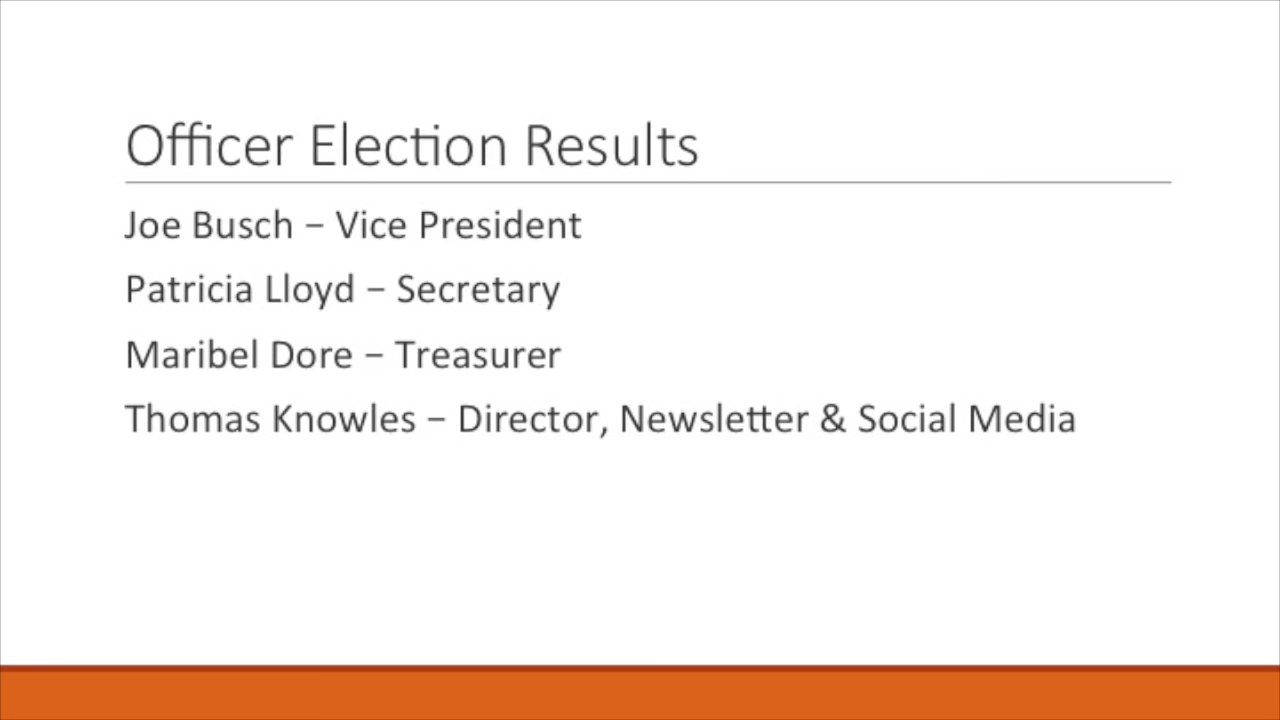 Officer Election Results
Joe Busch – Vice President
Patricia Lloyd – Secretary
Maribel Dore – Treasurer
Thomas Knowles – Director, Newsletter & Social Media